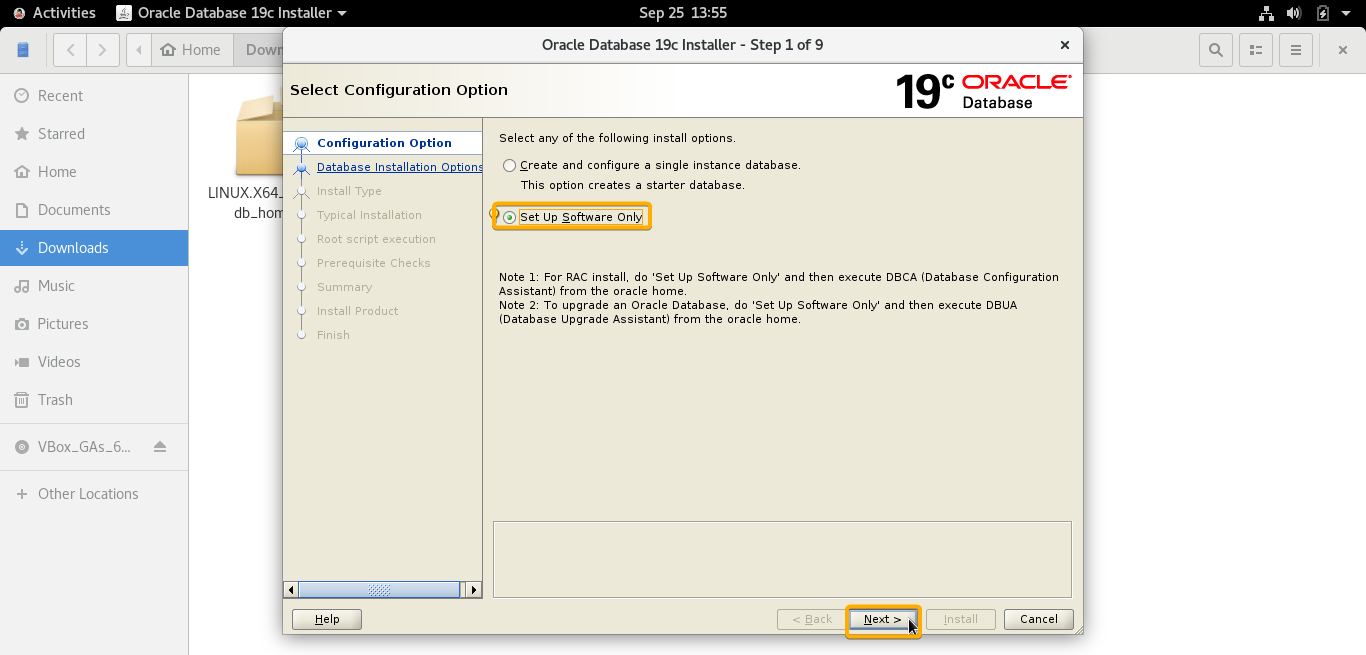 Activities
Oracle Database 19c Installer
Sep 25 13:55
Home
Down
Oracle Database 19c Installer - Step 1 of 9
Recent
Starred
Home
Documents
Downloads
Music
Pictures
Videos
Trash
VBox_GAs_6...
Other Locations
LINUX.X64_
db_hom
Select Configuration Option
19c ORACLE
Database
Configuration Option
Database Installation Options
Install Type
Typical Installation
Root script execution
Prerequisite Checks
Summary
Install Product
Finish
Select any of the following install options.
Create and configure a single instance database.
This option creates a starter database.
Set Up Software Only
Note 1: For RAC install, do 'Set Up Software Only' and then execute DBCA (Database Configuration
Assistant) from the oracle home.
Note 2: To upgrade an Oracle Database, do 'Set Up Software Only' and then execute DBUA
(Database Upgrade Assistant) from the oracle home.
Help
< Back
Next >
Install
Cancel